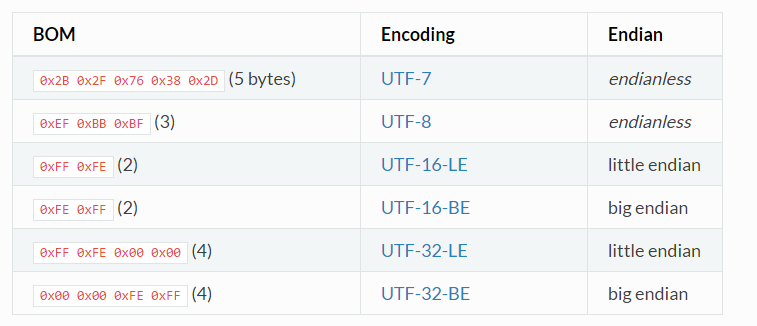 BOM Encoding Endian
0x2B 0x2F 0x76 0x38 0x2D (5 bytes) UTF-7 endianless
0xEF 0xBB 0xBF (3) UTF-8 endianless
0xFF 0xFE (2) UTF-16-LE little endian
0xFE 0xFF (2) UTF-16-BE big endian
0xFF 0xFE 0x00 0x00 (4) UTF-32-LE little endian
0x00 0x00 0xFE 0xFF (4) UTF-32-BE big endian